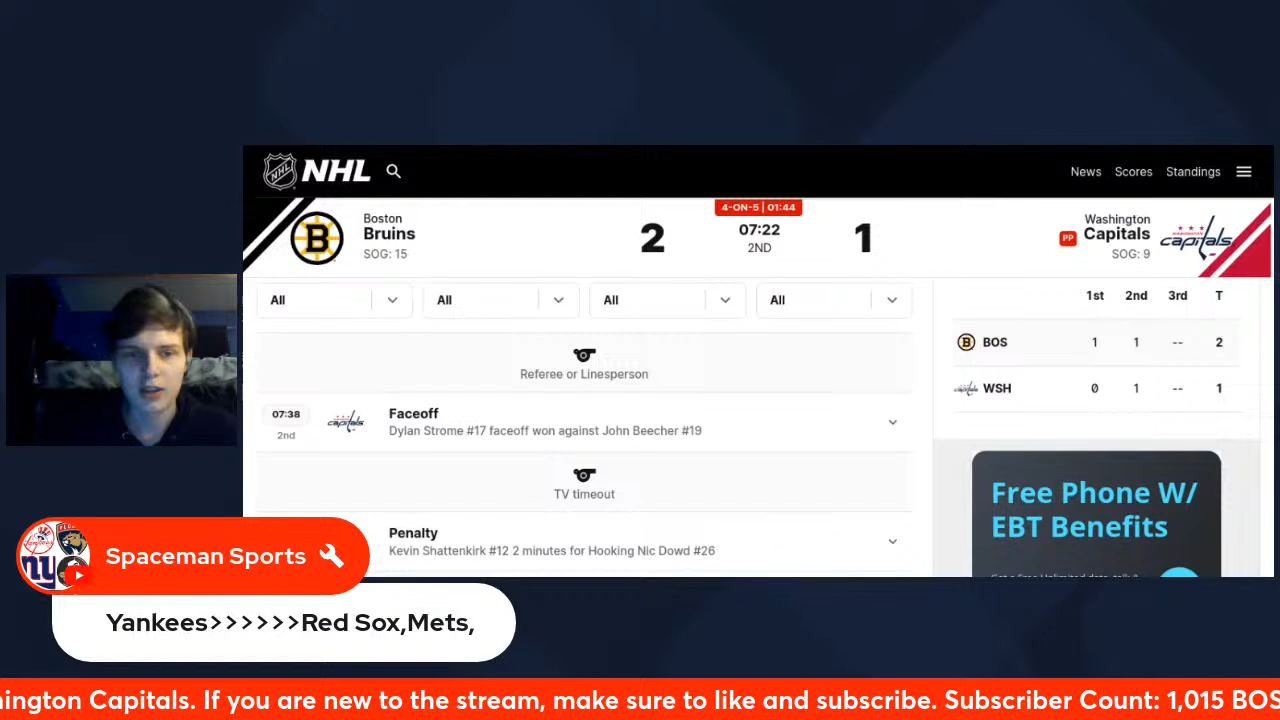 NHL
News Scores Standings
4-ON-5 | 01:44
Boston
Bruins
SOG: 15
2
07:22
2ND
1
PP
Washington
Capitals
SOG: 9
capitals
All All All All
1st 2nd 3rd T
BOS 1 1 -- 2
WSH 0 1 -- 1
Referee or Linesperson
07:38
2nd
Faceoff
Dylan Strome #17 faceoff won against John Beecher #19
TV timeout
Penalty
Kevin Shattenkirk #12 2 minutes for Hooking Nic Dowd #26
Free Phone W/
EBT Benefits
Spaceman Sports
Yankees>>>>>>Red Sox,Mets,
hington Capitals. If you are new to the stream, make sure to like and subscribe. Subscriber Count: 1,015 BOS